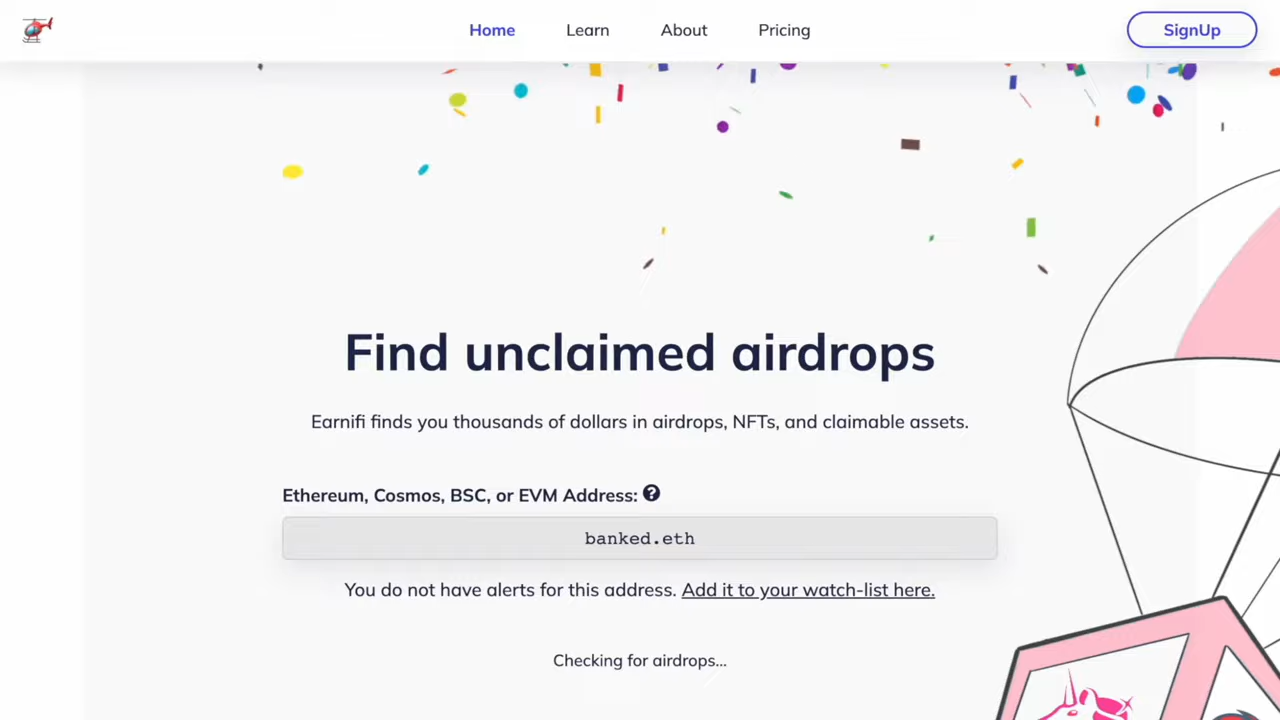 Home Learn About Pricing SignUp
Find unclaimed airdrops
Earnifi finds you thousands of dollars in airdrops, NFTs, and claimable assets.
Ethereum, Cosmos, BSC, or EVM Address: ?
banked.eth
You do not have alerts for this address. Add it to your watch-list here.
Checking for airdrops...